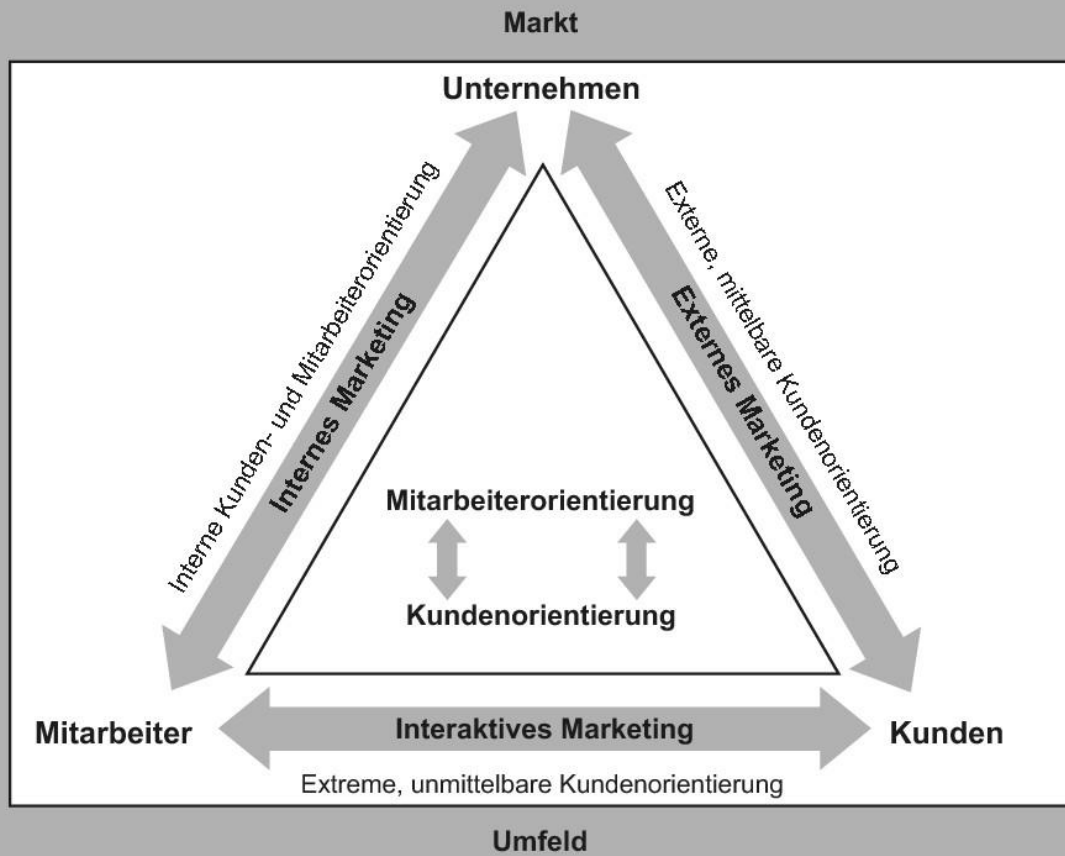 Markt
Unternehmen
Interne Kunden- und Mitarbeiterorientierung
Internes Marketing
Externes Marketing
Externe, mittelbare Kundenorientierung
Mitarbeiterorientierung
Kundenorientierung
Mitarbeiter
Interaktives Marketing
Kunden
Extreme, unmittelbare Kundenorientierung
Umfeld